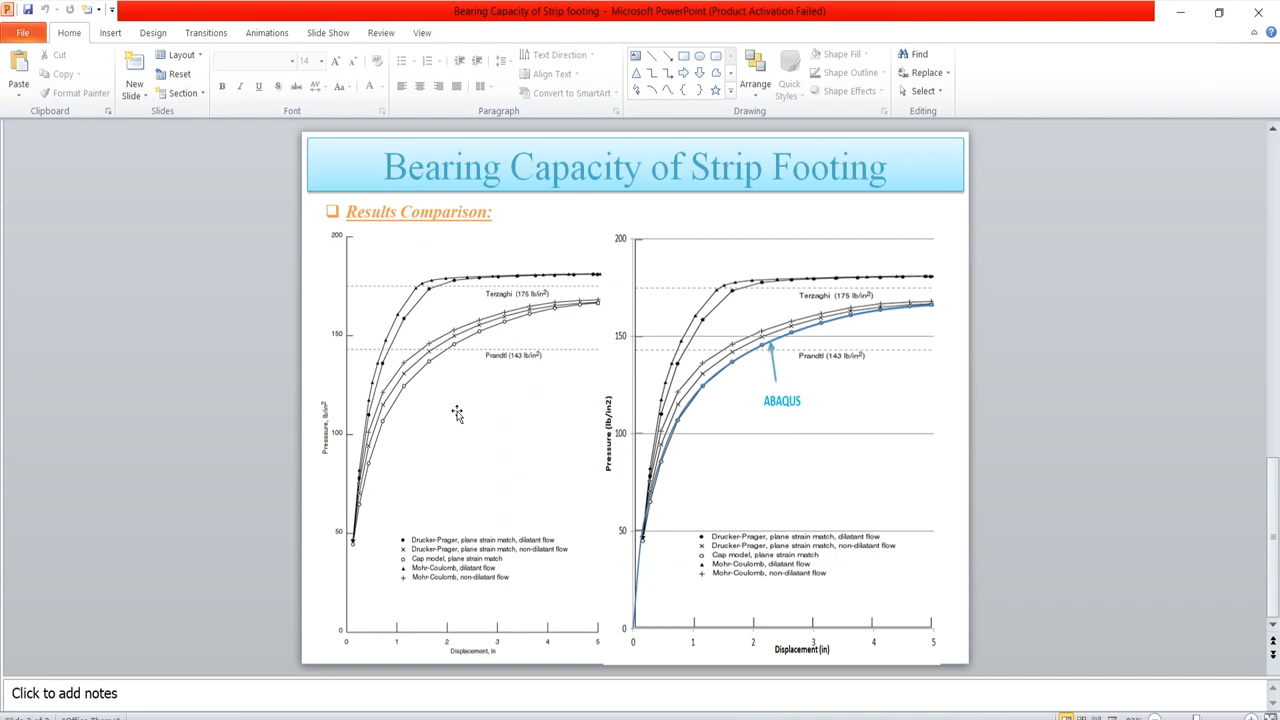 Bearing Capacity of Strip footing - Microsoft PowerPoint (Product Activation Failed)
File Home Insert Design Transitions Animations Slide Show Review View
Paste
Cut
Copy
Format Painter
Clipboard
New
Slide
Layout
Reset
Section
Slides
14
Font
Text Direction
Align Text
Convert to SmartArt
Paragraph
Arrange
Quick
Styles
Shape Fill
Shape Outline
Shape Effects
Drawing
Find
Replace
Select
Editing
Bearing Capacity of Strip Footing
Results Comparison:
200
150
100
50
0
Pressure, lb/in2
Terzaghi (175 lb/in2)
Prandtl (143 lb/in2)
Drucker-Prager, plane strain match, dilatant flow
Drucker-Prager, plane strain match, non-dilatant flow
Cap model, plane strain match
Mohr-Coulomb, dilatant flow
Mohr-Coulomb, non-dilatant flow
0 1 2 3 4 5
Displacement, in
200
150
100
50
0
Pressure (lb/in2)
Terzaghi (175 lb/in2)
Prandtl (143 lb/in2)
ABAQUS
Drucker-Prager, plane strain match, dilatant flow
Drucker-Prager, plane strain match, non-dilatant flow
Cap model, plane strain match
Mohr-Coulomb, dilatant flow
Mohr-Coulomb, non-dilatant flow
0 1 2 3 4 5
Displacement (in)
Click to add notes